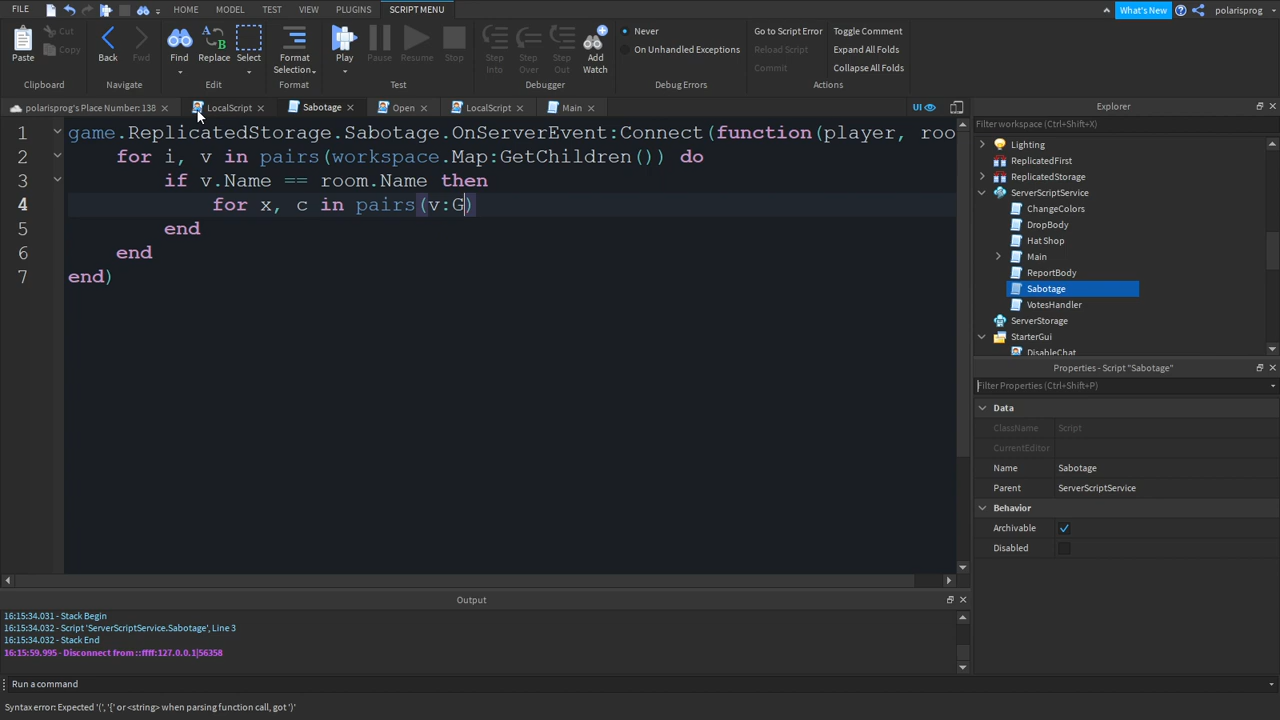 FILE HOME MODEL TEST VIEW PLUGINS SCRIPT MENU What's New polarisprog
Paste Cut Copy Back Fwd Find Replace Select Format Selection Play Pause Resume Stop Step Into Step Over Step Out Add Watch Never On Unhandled Exceptions Go to Script Error Reload Script Commit Toggle Comment Expand All Folds Collapse All Folds
Clipboard Navigate Edit Format Test Debugger Debug Errors Actions
polarisprog's Place Number: 138 LocalScript Sabotage Open LocalScript Main UI
1 game.ReplicatedStorage.Sabotage.OnServerEvent:Connect(function(player, roo
2 for i, v in pairs(workspace.Map:GetChildren()) do
3 if v.Name == room.Name then
4 for x, c in pairs(v:G)
5 end
6 end
7 end)
Explorer
Filter workspace (Ctrl+Shift+X)
Lighting
ReplicatedFirst
ReplicatedStorage
ServerScriptService
ChangeColors
DropBody
Hat Shop
Main
ReportBody
Sabotage
VotesHandler
ServerStorage
StarterGui
DisableChat
Properties - Script "Sabotage"
Filter Properties (Ctrl+Shift+P)
Data
ClassName Script
CurrentEditor
Name Sabotage
Parent ServerScriptService
Behavior
Archivable
Disabled
Output
16:15:34.031 - Stack Begin
16:15:34.032 - Script 'ServerScriptService.Sabotage', Line 3
16:15:34.032 - Stack End
16:15:59.995 - Disconnect from ::ffff:127.0.0.1|56358
Run a command
Syntax error: Expected '(', '{' or <string> when parsing function call, got ')'